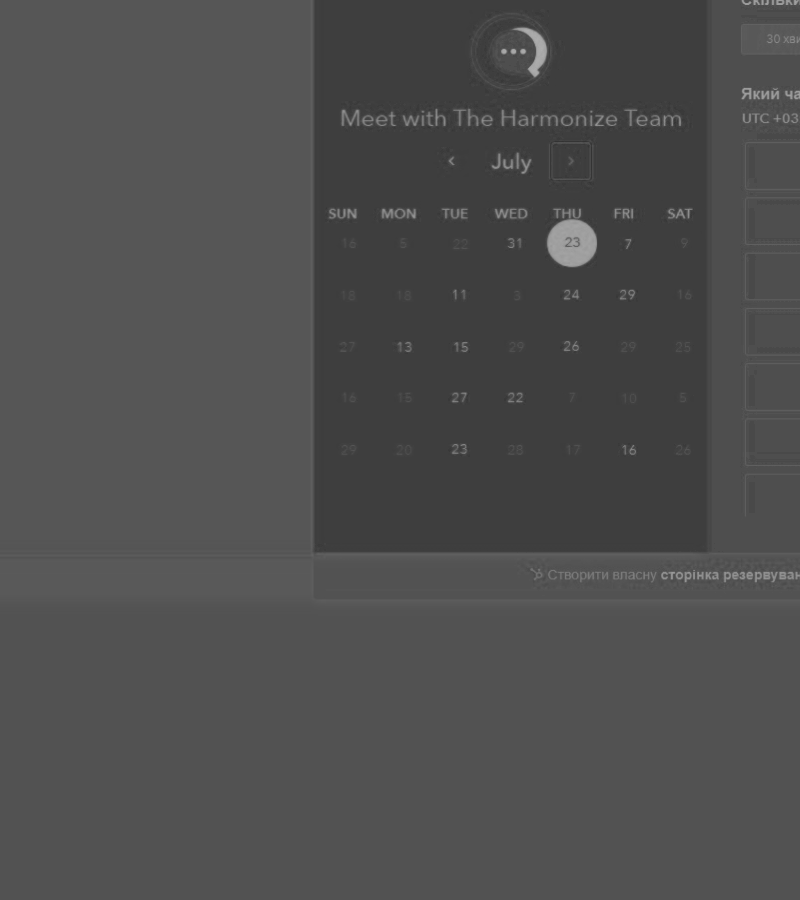 Скільки
30 хви
Meet with The Harmonize Team
Який ча
UTC +03
‹ July ›
SUN MON TUE WED THU FRI SAT
16 5 22 31 23 7 9
18 18 11 3 24 29 16
27 13 15 29 26 29 25
16 15 27 22 7 10 5
29 20 23 28 17 16 26
Створити власну сторінка резервуван